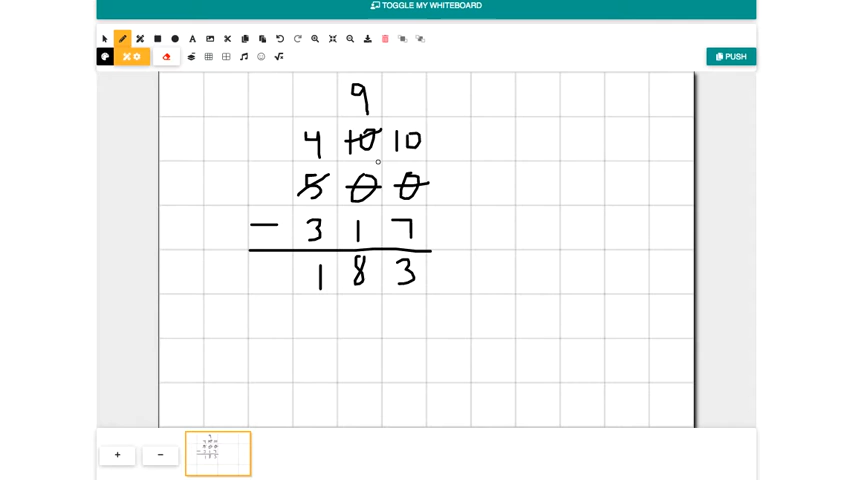 TOGGLE MY WHITEBOARD
A
PUSH
9
4 10 10
5 0 0
− 3 1 7
1 8 3
+ −